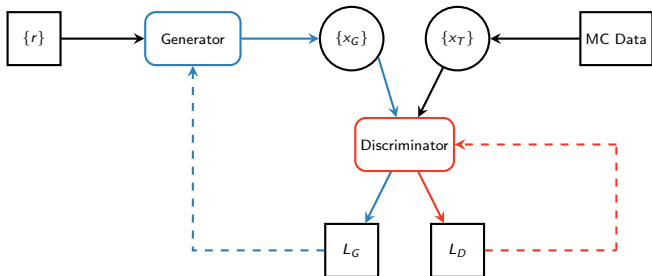 {r}
Generator
{x_G}
{x_T}
MC Data
Discriminator
L_G
L_D